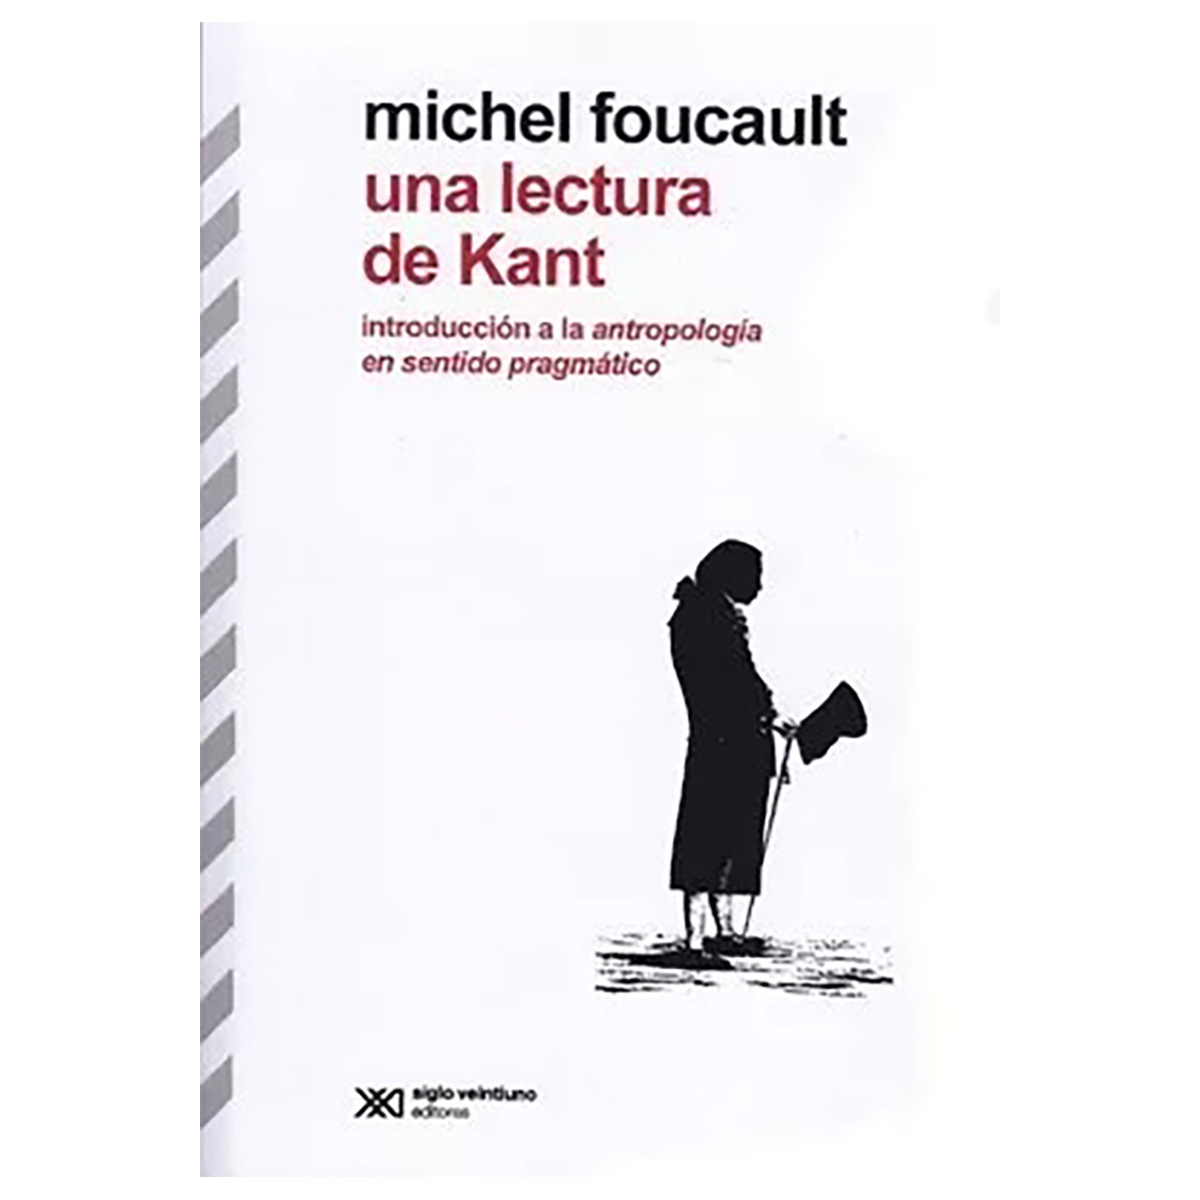 michel foucault
una lectura
de Kant
introducción a la antropología
en sentido pragmático
siglo veintiuno
editores